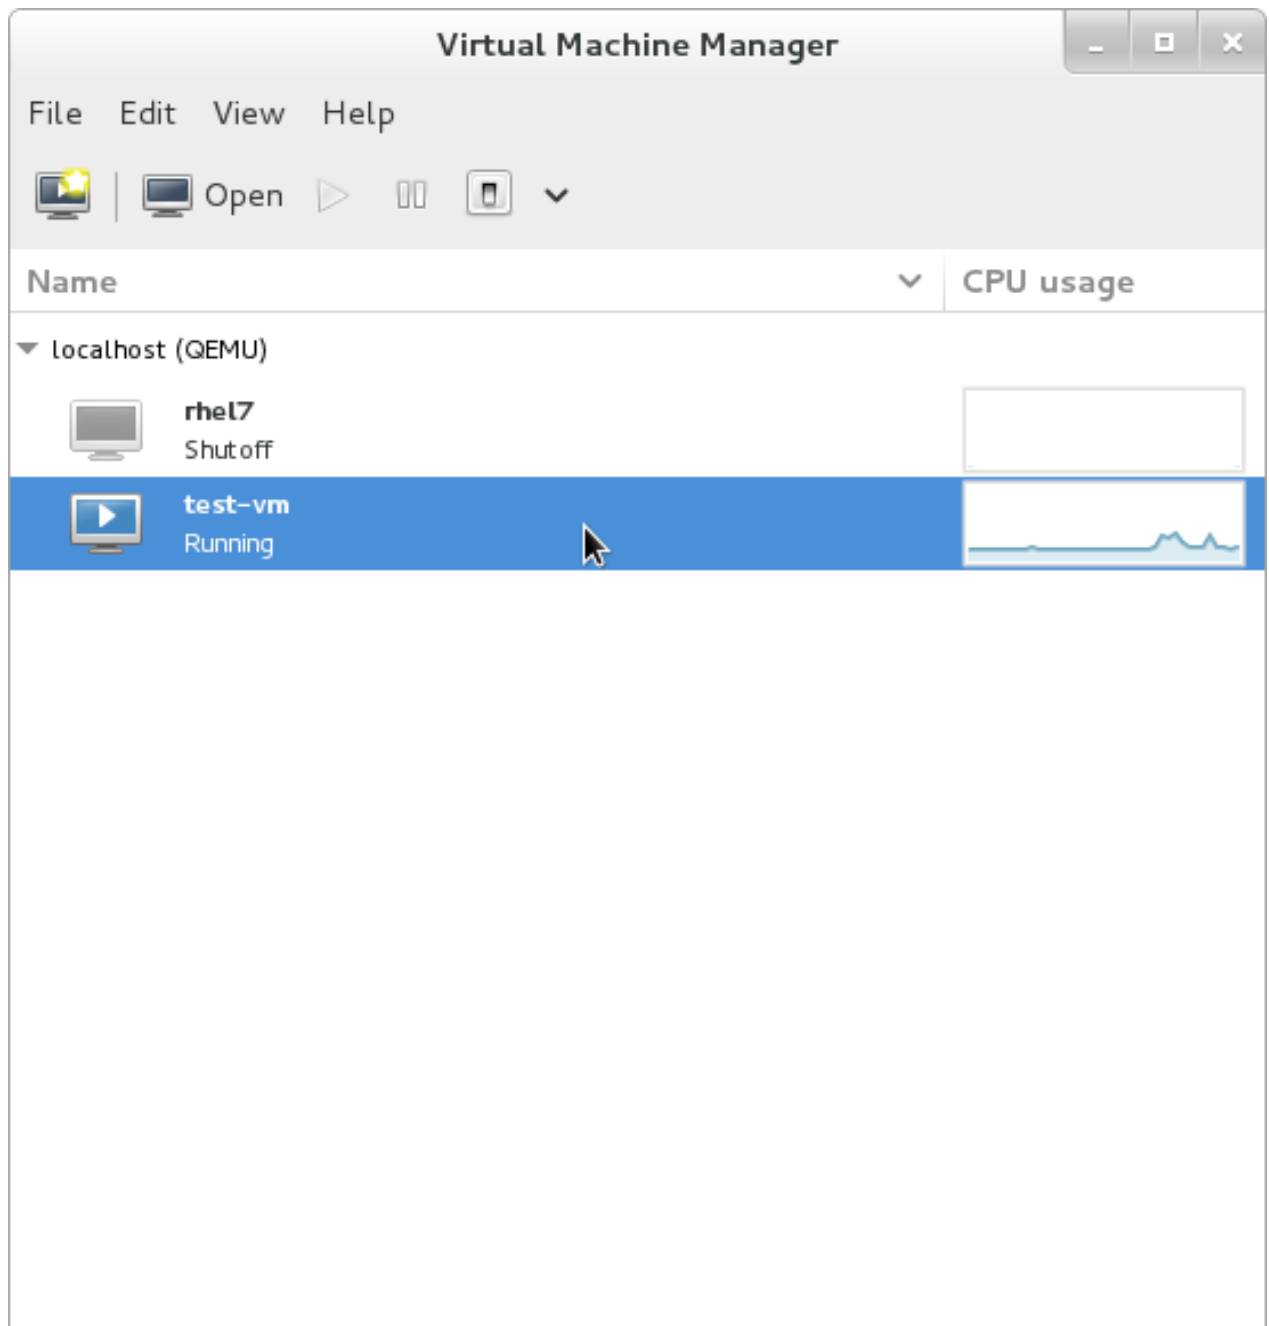 Virtual Machine Manager
File Edit View Help
Open
Name CPU usage
localhost (QEMU)
rhel7
Shutoff
test-vm
Running